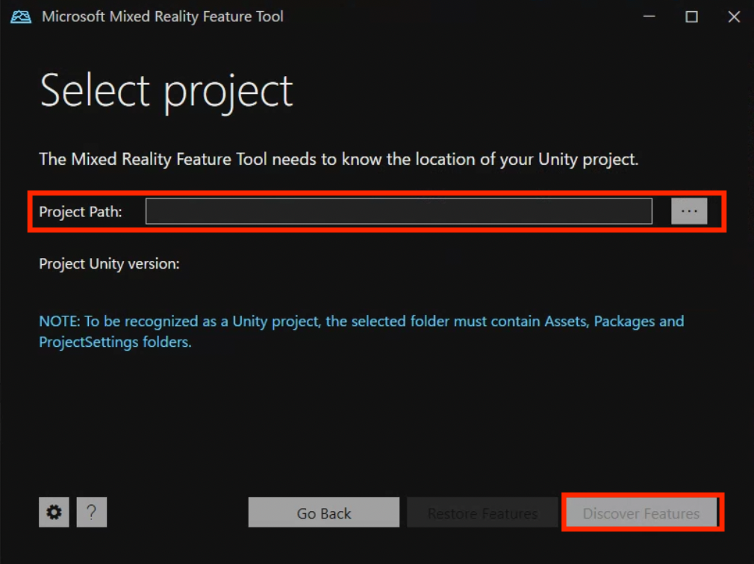 Microsoft Mixed Reality Feature Tool
Select project
The Mixed Reality Feature Tool needs to know the location of your Unity project.
Project Path:
...
Project Unity version:
NOTE: To be recognized as a Unity project, the selected folder must contain Assets, Packages and
ProjectSettings folders.
?
Go Back
Restore Features
Discover Features